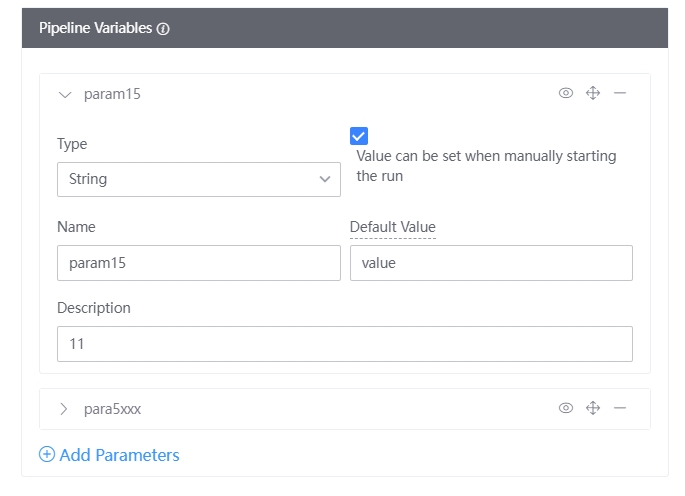 Pipeline Variables
param15
Type
String
Value can be set when manually starting
the run
Name
Default Value
param15
value
Description
11
para5xxx
Add Parameters